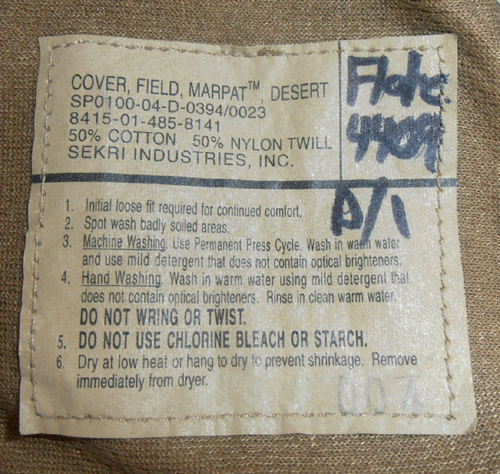 COVER, FIELD, MARPAT™, DESERT
SP0100-04-D-0394/0023
8415-01-485-8141
50% COTTON 50% NYLON TWILL
SEKRI INDUSTRIES, INC.
4409
D/1
1. Initial loose fit required for continued comfort.
2. Spot wash badly soiled areas.
3. Machine Washing. Use Permanent Press Cycle. Wash in warm water
and use mild detergent that does not contain optical brighteners.
4. Hand Washing. Wash in warm water using mild detergent that
does not contain optical brighteners. Rinse in clean warm water.
DO NOT WRING OR TWIST.
5. DO NOT USE CHLORINE BLEACH OR STARCH.
6. Dry at low heat or hang to dry to prevent shrinkage. Remove
immediately from dryer.